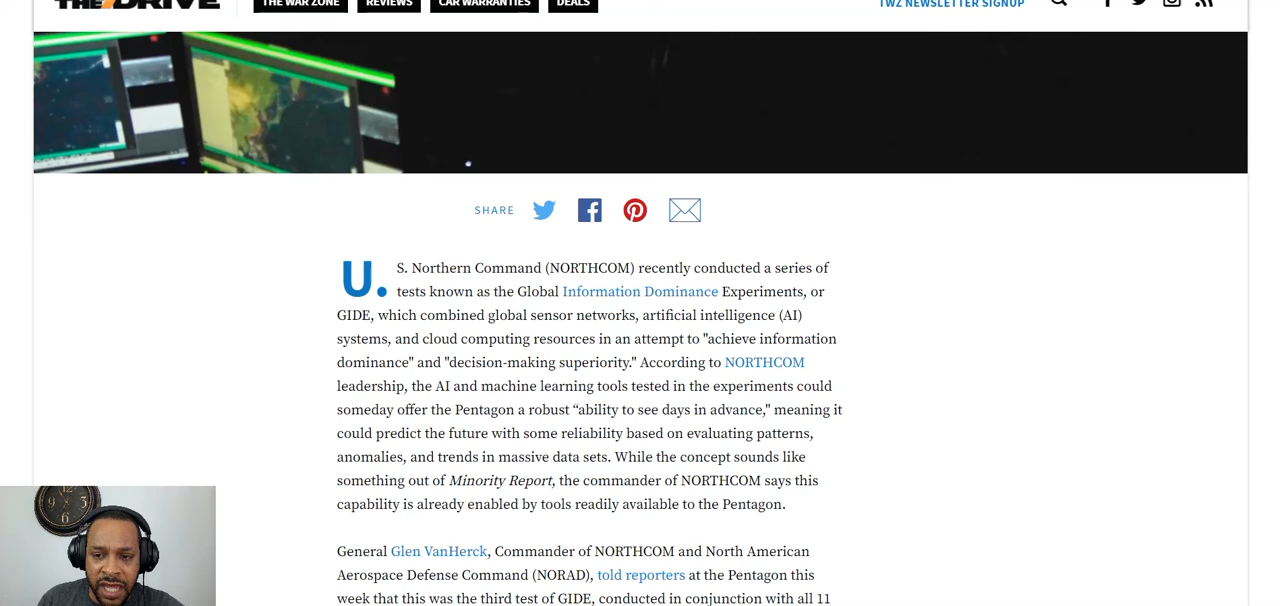 THE DRIVE
THE WAR ZONE REVIEWS CAR WARRANTIES DEALS TWZ NEWSLETTER SIGNUP
SHARE
U.S. Northern Command (NORTHCOM) recently conducted a series of
tests known as the Global Information Dominance Experiments, or
GIDE, which combined global sensor networks, artificial intelligence (AI)
systems, and cloud computing resources in an attempt to "achieve information
dominance" and "decision-making superiority." According to NORTHCOM
leadership, the AI and machine learning tools tested in the experiments could
someday offer the Pentagon a robust “ability to see days in advance," meaning it
could predict the future with some reliability based on evaluating patterns,
anomalies, and trends in massive data sets. While the concept sounds like
something out of Minority Report, the commander of NORTHCOM says this
capability is already enabled by tools readily available to the Pentagon.
General Glen VanHerck, Commander of NORTHCOM and North American
Aerospace Defense Command (NORAD), told reporters at the Pentagon this
week that this was the third test of GIDE, conducted in conjunction with all 11